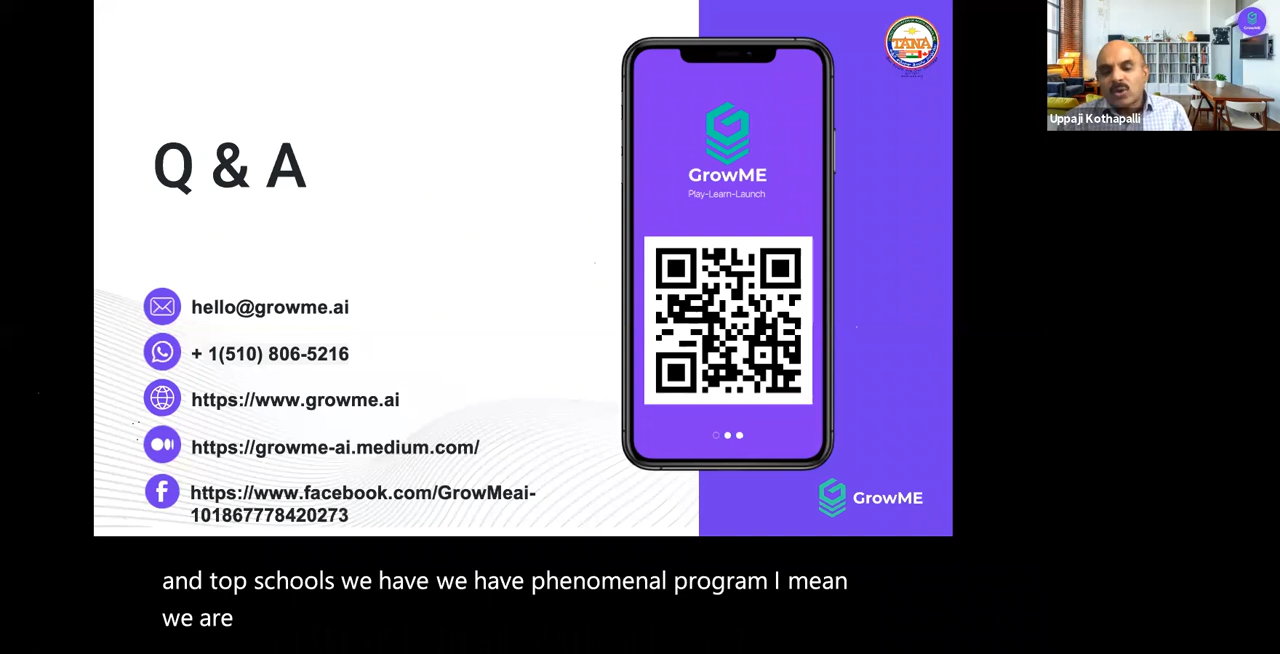 Q & A
hello@growme.ai
+ 1(510) 806-5216
https://www.growme.ai
https://growme-ai.medium.com/
https://www.facebook.com/GrowMeai-
101867778420273
GrowME
Play-Learn-Launch
TANA
GrowME
Uppaji Kothapalli
and top schools we have we have phenomenal program I mean
we are